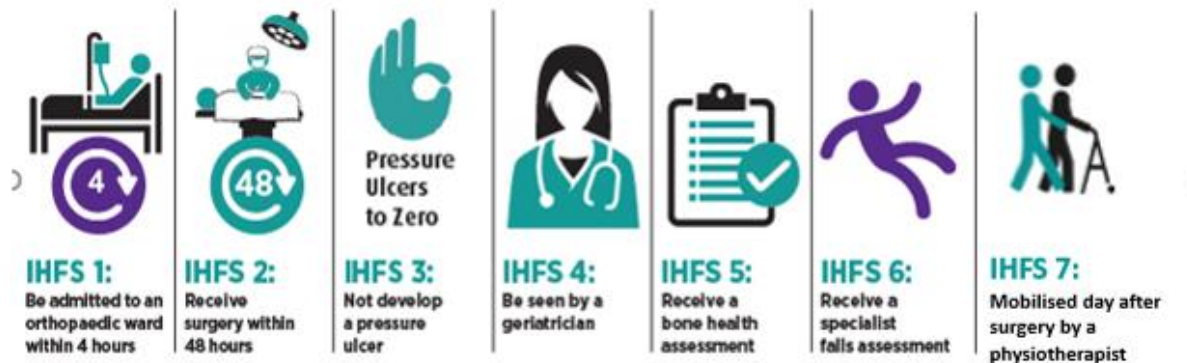 4
48
Pressure
Ulcers
to Zero
IHFS 1:
Be admitted to an
orthopaedic ward
within 4 hours
IHFS 2:
Receive
surgery within
48 hours
IHFS 3:
Not develop
a pressure
ulcer
IHFS 4:
Be seen by a
geriatrician
IHFS 5:
Receive a
bone health
assessment
IHFS 6:
Receive a
specialist
falls assessment
IHFS 7:
Mobilised day after
surgery by a
physiotherapist